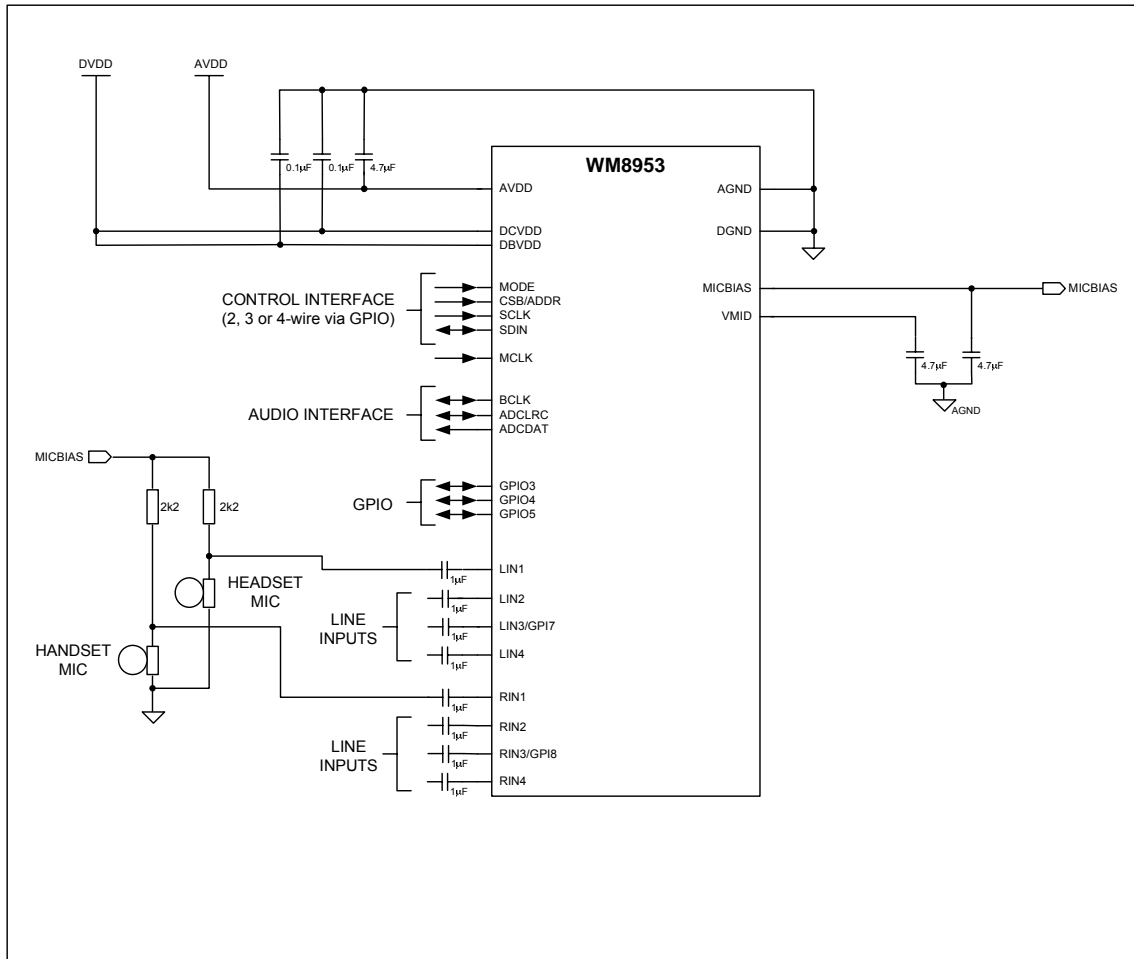 DVDD AVDD
0.1µF 0.1µF 4.7µF
WM8953
AVDD
DCVDD
DBVDD
AGND
DGND
CONTROL INTERFACE
(2, 3 or 4-wire via GPIO)
MODE
CSB/ADDR
SCLK
SDIN
MCLK
MICBIAS
VMID
MICBIAS
4.7µF 4.7µF
AGND
AUDIO INTERFACE
BCLK
ADCLRC
ADCDAT
MICBIAS
2k2 2k2
GPIO
GPIO3
GPIO4
GPIO5
HEADSET
MIC
HANDSET
MIC
1µF
LIN1
LINE
INPUTS
1µF
LIN2
1µF
LIN3/GPI7
1µF
LIN4
1µF
RIN1
LINE
INPUTS
1µF
RIN2
1µF
RIN3/GPI8
1µF
RIN4